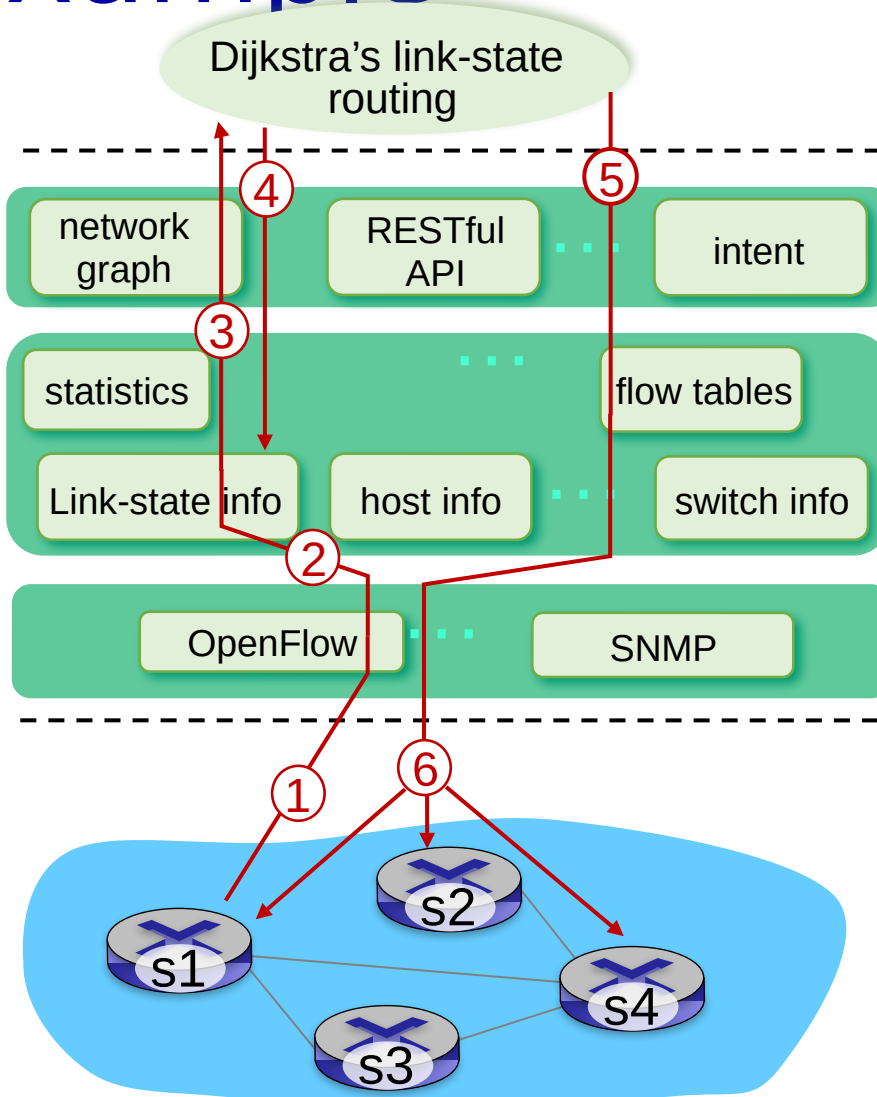 Dijkstra’s link-state
routing
4
5
network
graph
RESTful
API
. . .
intent
3
. . .
statistics
flow tables
Link-state info
host info
. . .
switch info
2
OpenFlow
. . .
SNMP
1
6
s2
s1
s4
s3